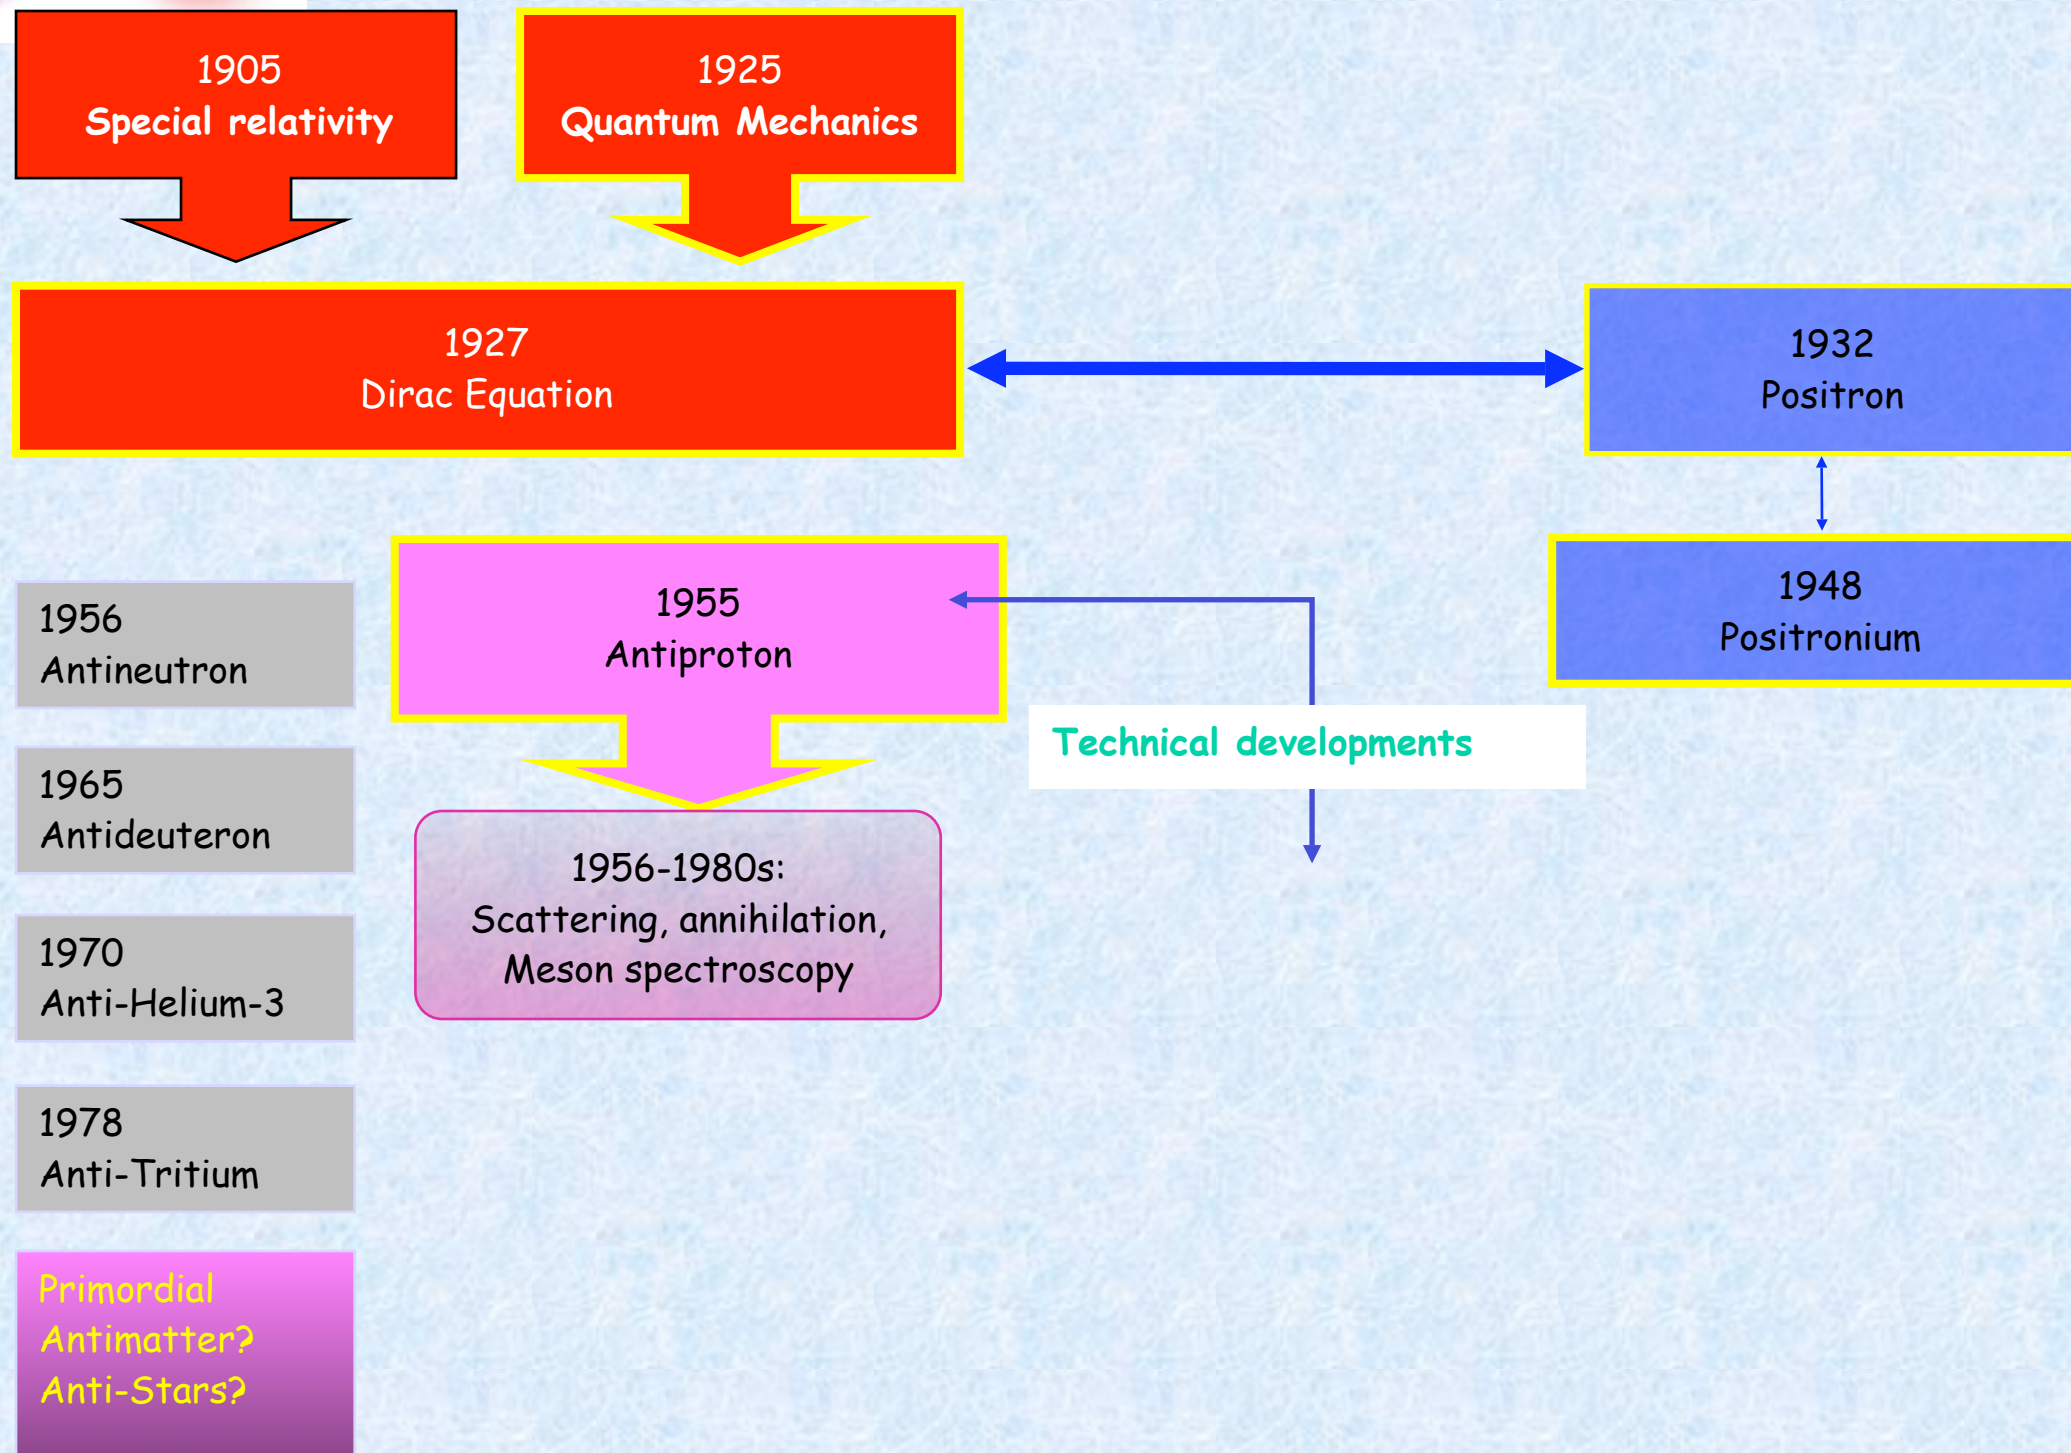 1905
Special relativity
1925
Quantum Mechanics
1927
Dirac Equation
1932
Positron
1948
Positronium
1955
Antiproton
Technical developments
1956-1980s:
Scattering, annihilation,
Meson spectroscopy
1956
Antineutron
1965
Antideuteron
1970
Anti-Helium-3
1978
Anti-Tritium
Primordial
Antimatter?
Anti-Stars?